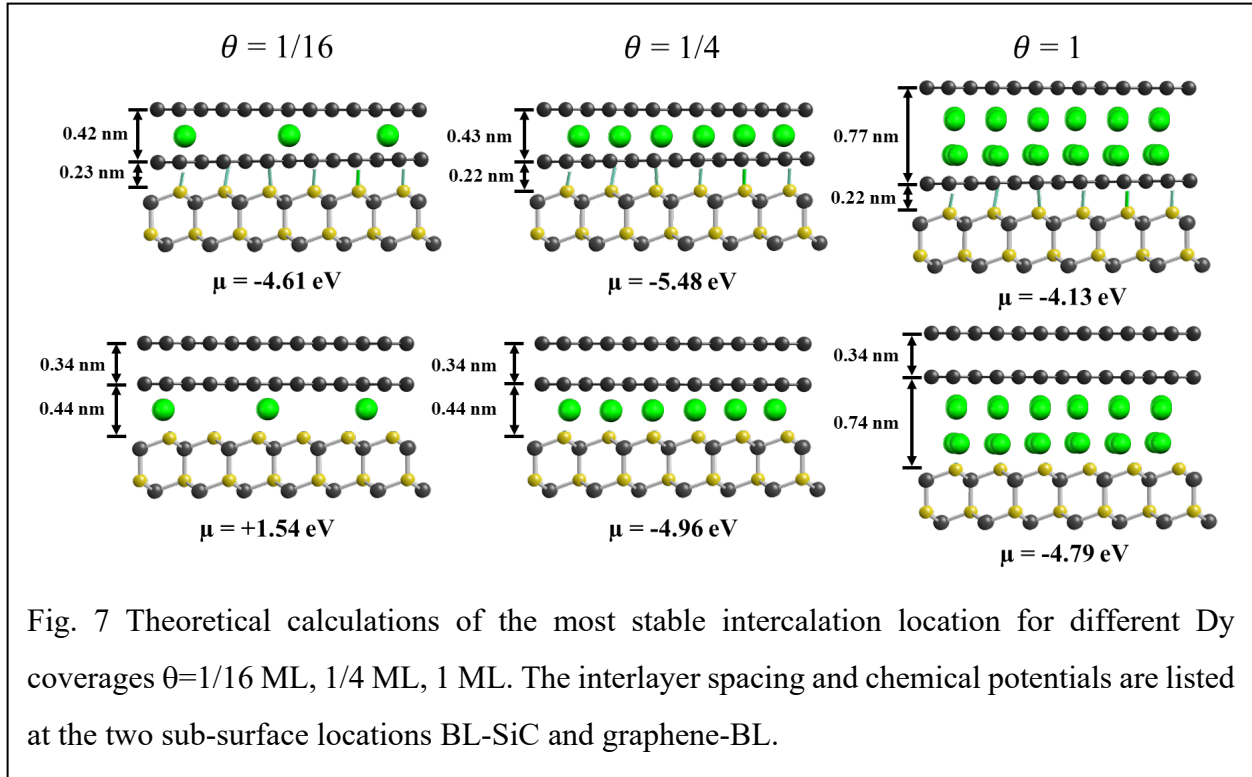 θ = 1/16
θ = 1/4
θ = 1
0.42 nm
0.23 nm
0.43 nm
0.22 nm
0.77 nm
0.22 nm
μ = -4.61 eV
μ = -5.48 eV
μ = -4.13 eV
0.34 nm
0.44 nm
0.34 nm
0.44 nm
0.34 nm
0.74 nm
μ = +1.54 eV
μ = -4.96 eV
μ = -4.79 eV
Fig. 7 Theoretical calculations of the most stable intercalation location for different Dy
coverages θ=1/16 ML, 1/4 ML, 1 ML. The interlayer spacing and chemical potentials are listed
at the two sub-surface locations BL-SiC and graphene-BL.